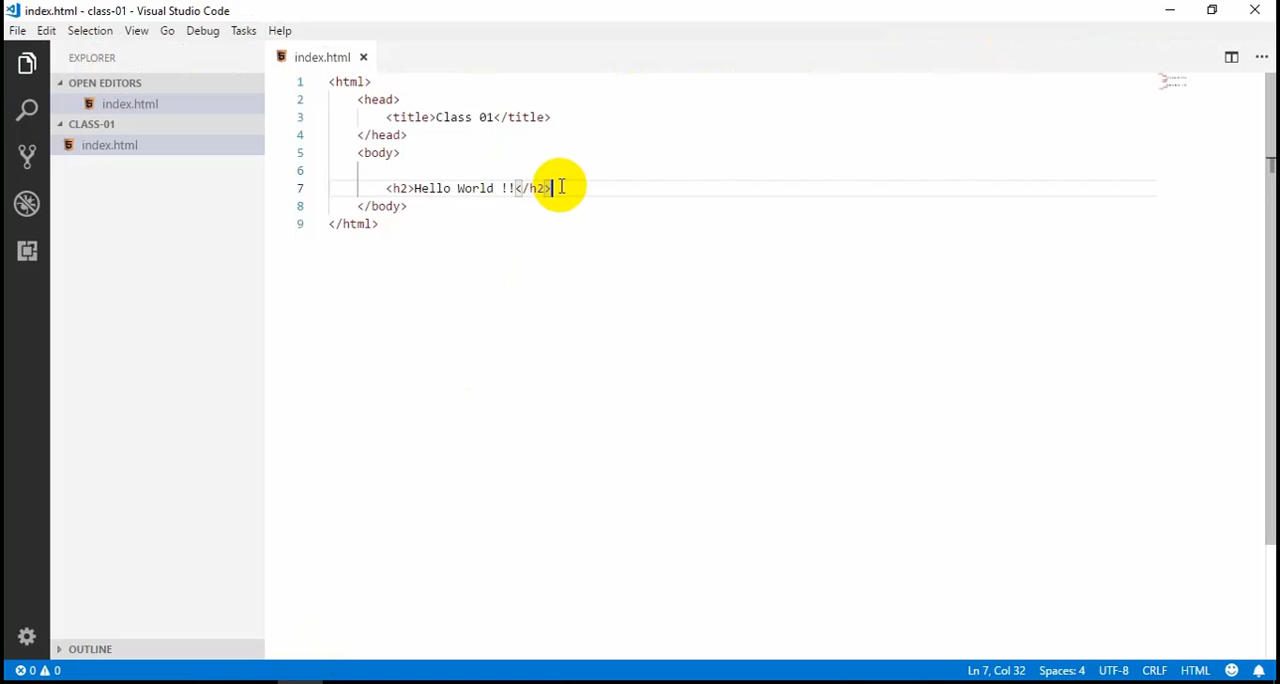 index.html - class-01 - Visual Studio Code
File Edit Selection View Go Debug Tasks Help
EXPLORER
OPEN EDITORS
index.html
CLASS-01
index.html
OUTLINE
index.html
1 <html>
2 <head>
3 <title>Class 01</title>
4 </head>
5 <body>
6
7 <h2>Hello World !!</h2>
8 </body>
9 </html>
0 0 Ln 7, Col 32 Spaces: 4 UTF-8 CRLF HTML